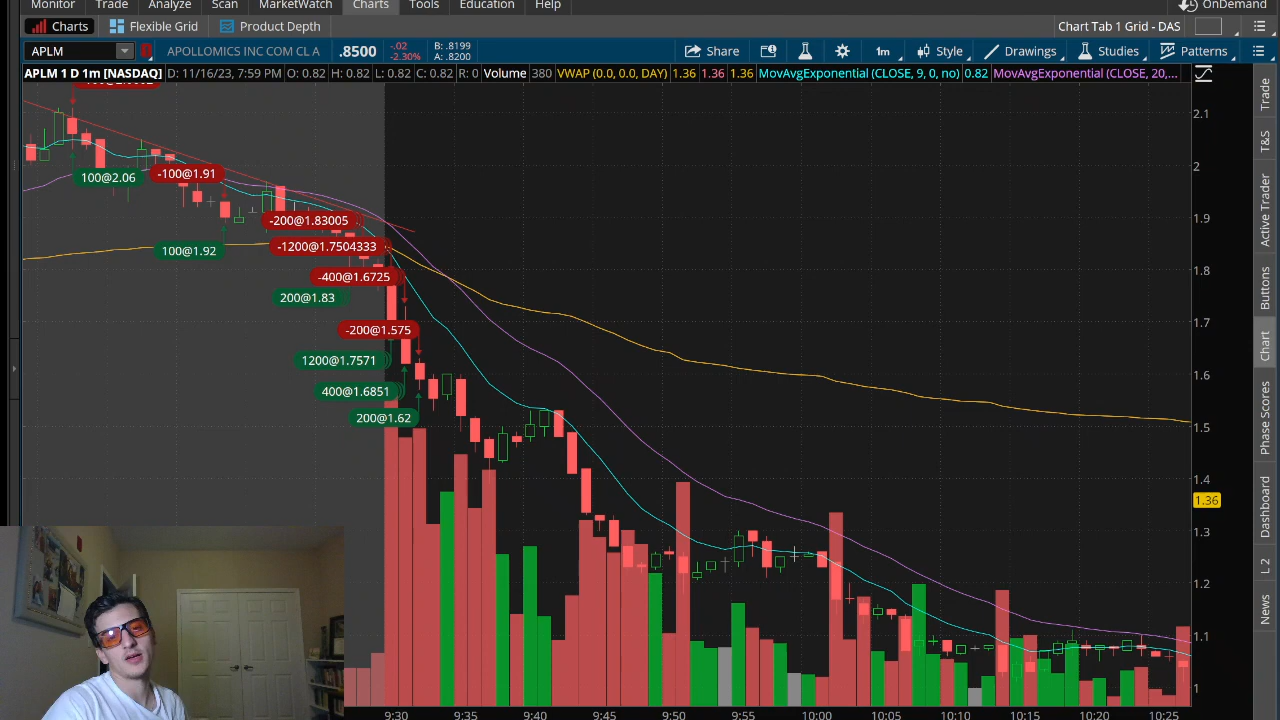 Monitor Trade Analyze Scan MarketWatch Charts Tools Education Help OnDemand
Charts Flexible Grid Product Depth Chart Tab 1 Grid - DAS
APLM APOLLOMICS INC COM CL A .8500 -.02 B: .8199 Share 1m Style Drawings Studies Patterns
-2.30% A: .8200
APLM 1 D 1m [NASDAQ] D: 11/16/23, 7:59 PM O: 0.82 H: 0.82 L: 0.82 C: 0.82 R: 0 Volume 380 VWAP (0.0, 0.0, DAY) 1.36 1.36 1.36 MovAvgExponential (CLOSE, 9, 0, no) 0.82 MovAvgExponential (CLOSE, 20,...
2.1
2
1.9
1.8
1.7
1.6
1.5
1.4
1.36
1.3
1.2
1.1
1
100@2.06
-100@1.91
-200@1.83005
-1200@1.7504333
100@1.92
-400@1.6725
200@1.83
-200@1.575
1200@1.7571
400@1.6851
200@1.62
9:30 9:35 9:40 9:45 9:50 9:55 10:00 10:05 10:10 10:15 10:20 10:25
Trade
T&S
Active Trader
Buttons
Chart
Phase Scores
Dashboard
L 2
News